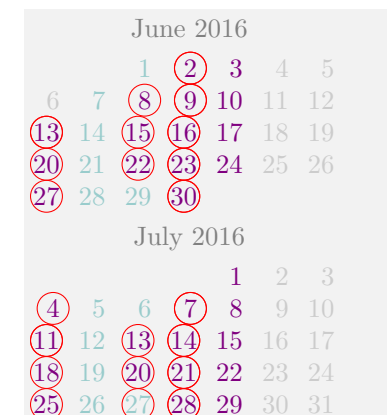 June 2016
1 2 3 4 5
6 7 8 9 10 11 12
13 14 15 16 17 18 19
20 21 22 23 24 25 26
27 28 29 30
July 2016
1 2 3
4 5 6 7 8 9 10
11 12 13 14 15 16 17
18 19 20 21 22 23 24
25 26 27 28 29 30 31